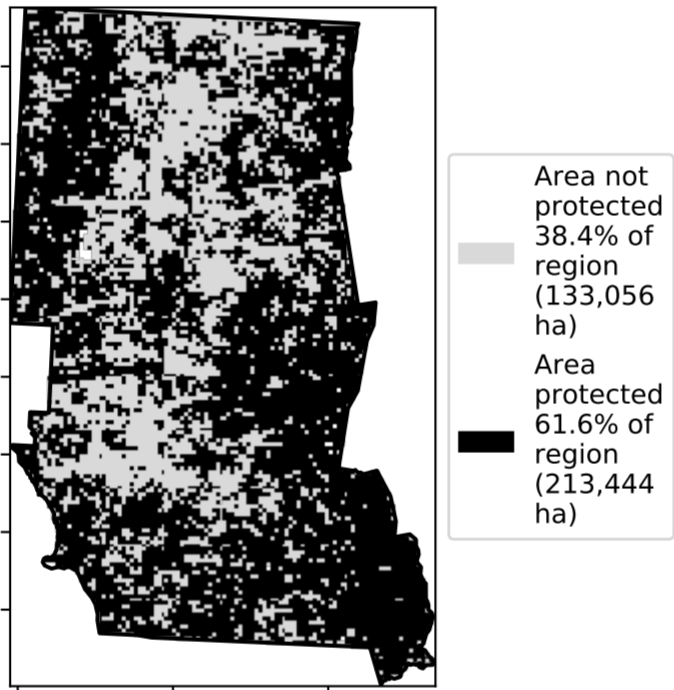 Area not
protected
38.4% of
region
(133,056
ha)
Area
protected
61.6% of
region
(213,444
ha)